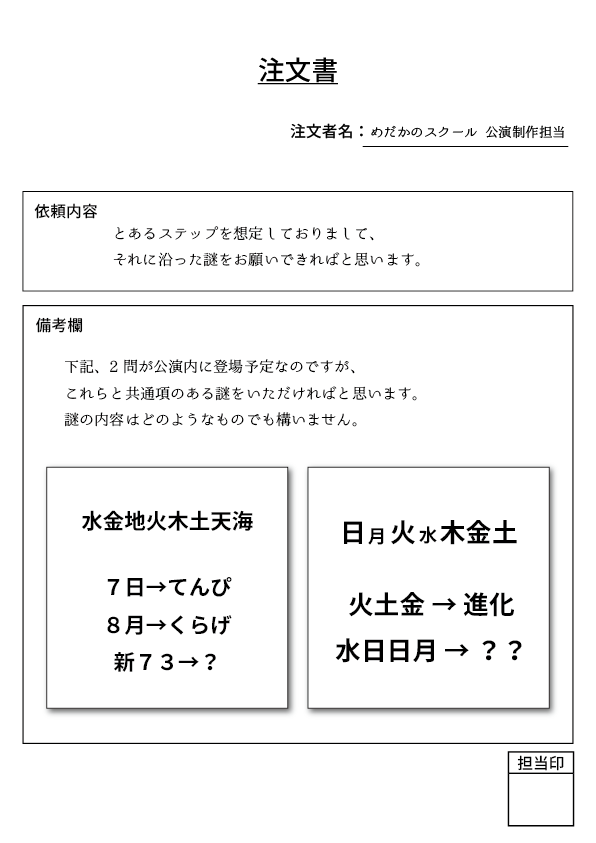 注文書
注文者名：めだかのスクール 公演制作担当
依頼内容
とあるステップを想定しておりまして、
それに沿った謎をお願いできればと思います。
備考欄
下記、2 問が公演内に登場予定なのですが、
これらと共通項のある謎をいただければと思います。
謎の内容はどのようなものでも構いません。
水金地火木土天海
７日→てんぴ
８月→くらげ
新７３→？
日月火水木金土
火土金 → 進化
水日日月 → ？？
担当印